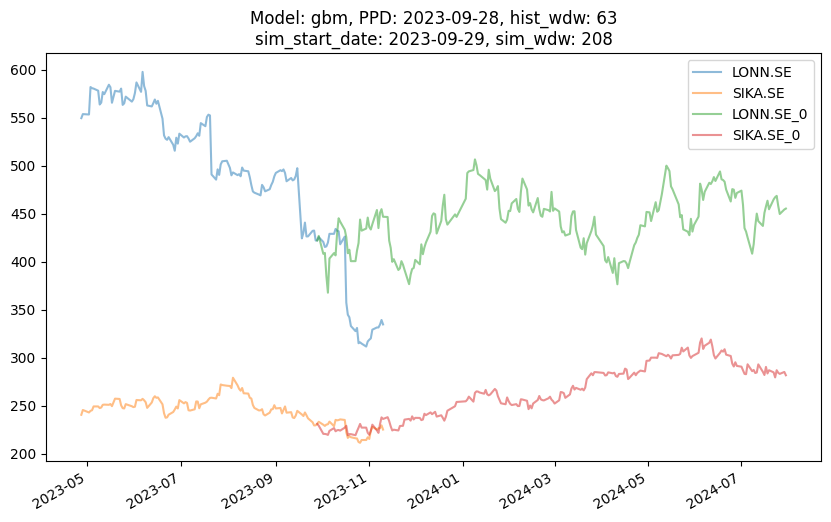 Model: gbm, PPD: 2023-09-28, hist_wdw: 63
sim_start_date: 2023-09-29, sim_wdw: 208
LONN.SE
SIKA.SE
LONN.SE_0
SIKA.SE_0
600
550
500
450
400
350
300
250
200
2023-05
2023-07
2023-09
2023-11
2024-01
2024-03
2024-05
2024-07